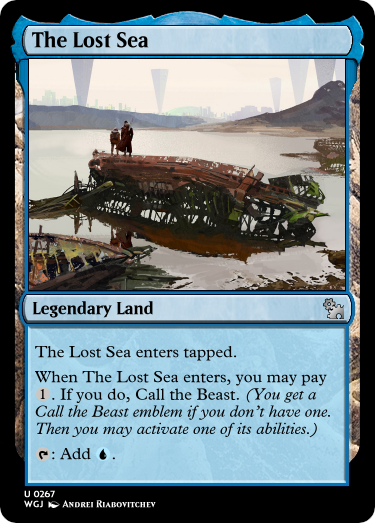 The Lost Sea
Legendary Land
The Lost Sea enters tapped.
When The Lost Sea enters, you may pay
1. If you do, Call the Beast. (You get a
Call the Beast emblem if you don't have one.
Then you may activate one of its abilities.)
: Add .
U 0267
WGJ Andrei Riabovitchev